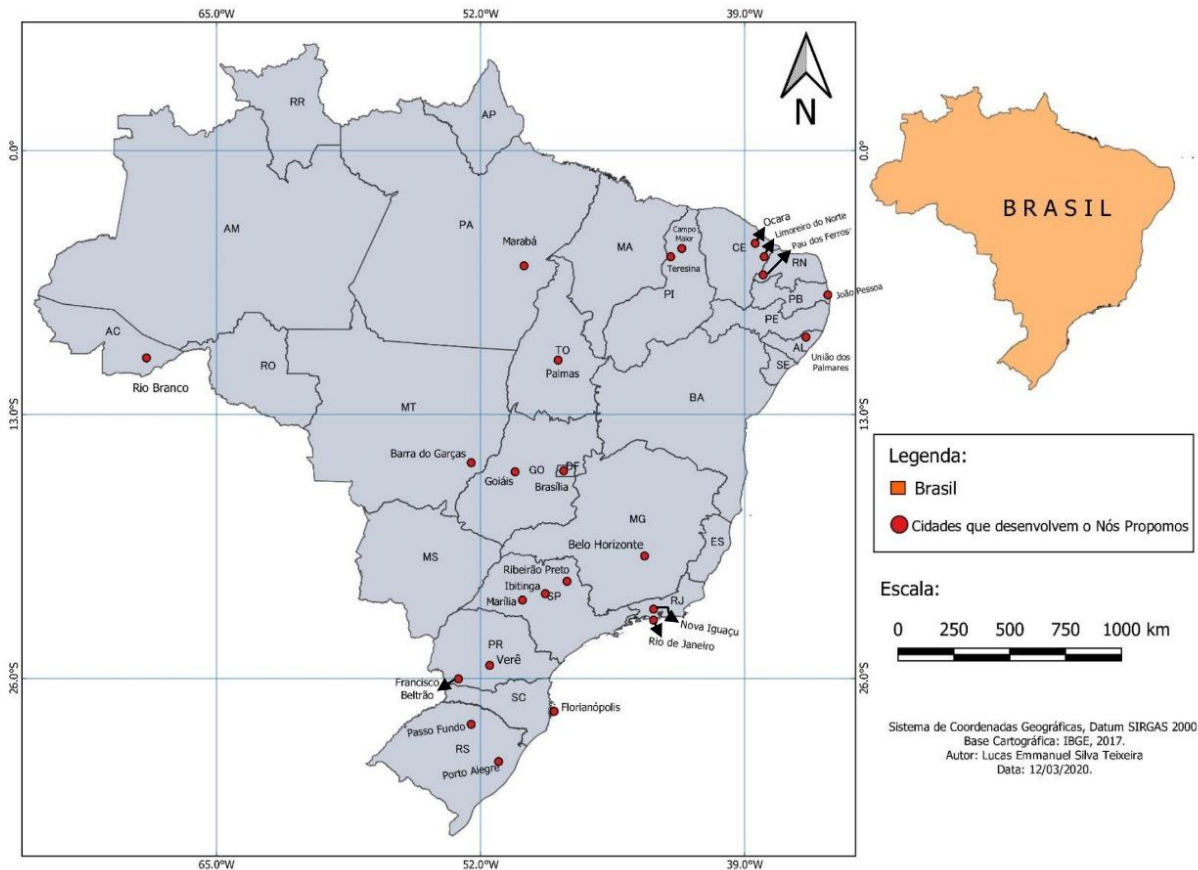 65.0°W
52.0°W
39.0°W
N
RR
AP
0.0°
0.0°
BRASIL
AM
PA
MA
CE
Ocara
Limoreiro do Norte
Pau dos Ferros
Marabá
Campo
Maior
Teresina
RN
PI
PB
João Pessoa
PE
AC
RO
TO
Palmas
AL
SE
União dos
Palmares
Rio Branco
MT
BA
13.0°S
13.0°S
Barra do Garças
Goiáis
GO
DF
Brasília
Legenda:
Brasil
Cidades que desenvolvem o Nós Propomos
MG
ES
Belo Horizonte
MS
Ribeirão Preto
Ibitinga
SP
Marília
RJ
Nova Iguaçu
Rio de Janeiro
Escala:
0 250 500 750 1000 km
PR
Verê
26.0°S
26.0°S
Francisco
Beltrão
SC
Florianópolis
Passo Fundo
RS
Porto Alegre
Sistema de Coordenadas Geográficas, Datum SIRGAS 2000
Base Cartográfica: IBGE, 2017.
Autor: Lucas Emmanuel Silva Teixeira
Data: 12/03/2020.
65.0°W
52.0°W
39.0°W